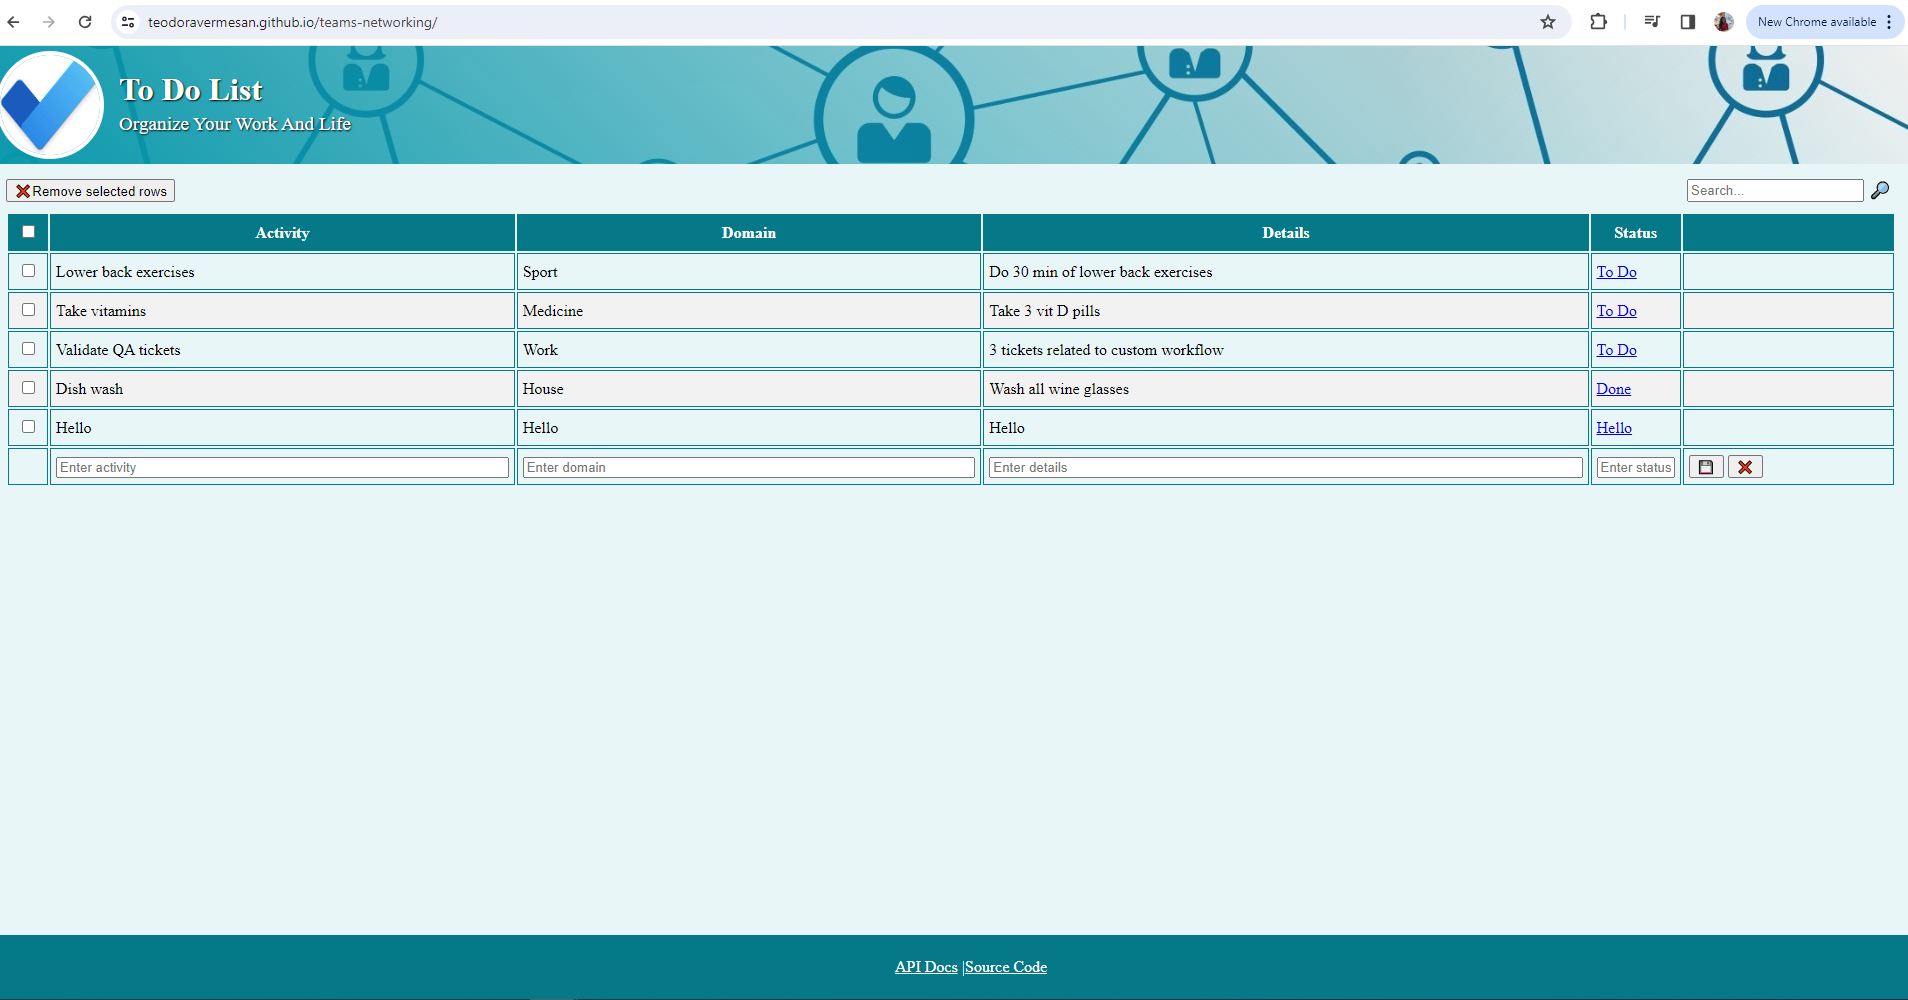 teodoravermesan.github.io/teams-networking/
New Chrome available
To Do List
Organize Your Work And Life
Remove selected rows
Search...
Activity Domain Details Status
Lower back exercises Sport Do 30 min of lower back exercises To Do
Take vitamins Medicine Take 3 vit D pills To Do
Validate QA tickets Work 3 tickets related to custom workflow To Do
Dish wash House Wash all wine glasses Done
Hello Hello Hello Hello
Enter activity Enter domain Enter details Enter status
API Docs |Source Code